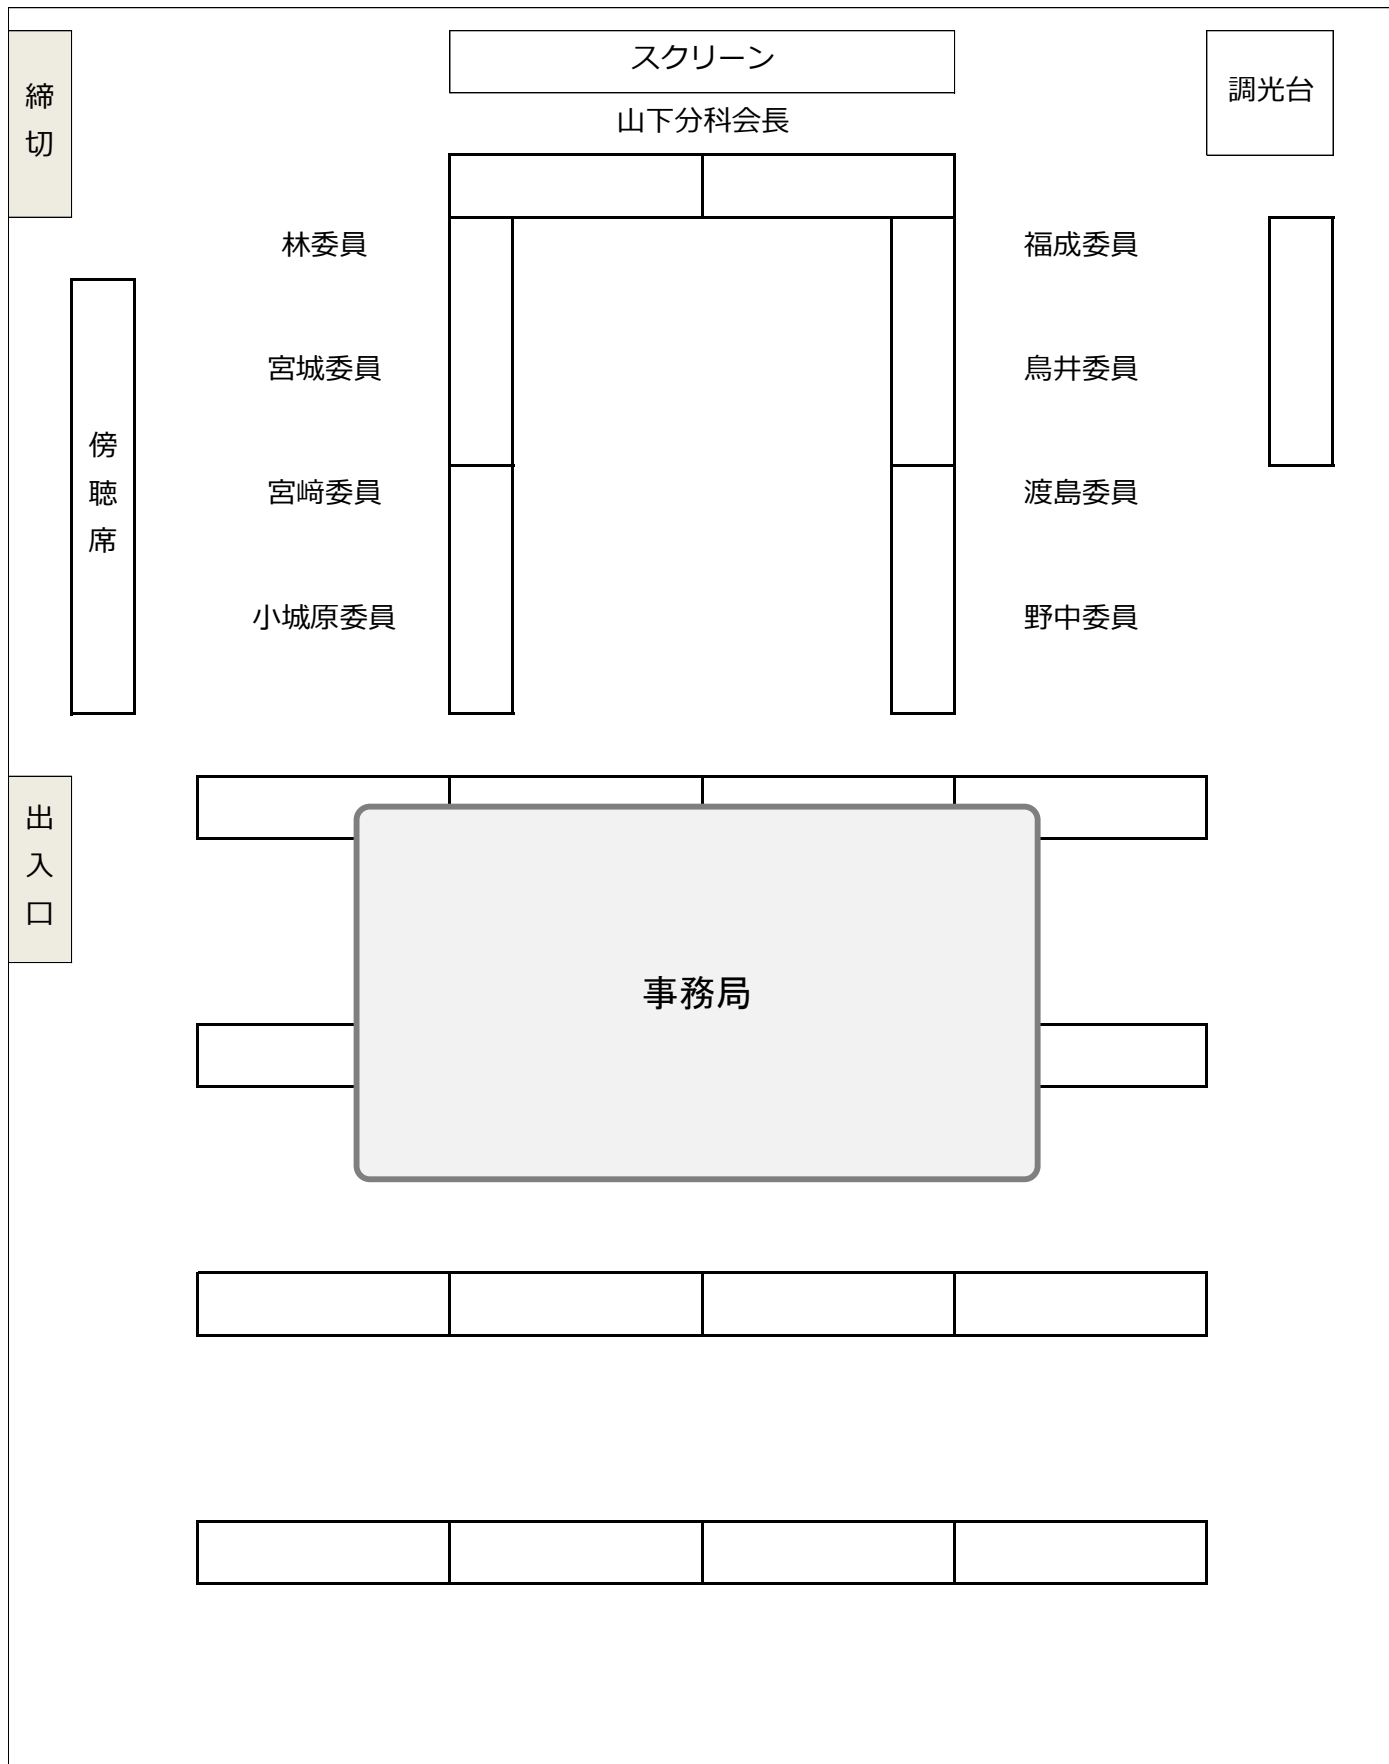 スクリーン
調光台
締切
山下分科会長
林委員
福成委員
宮城委員
鳥井委員
傍聴席
宮﨑委員
渡島委員
小城原委員
野中委員
出入口
事務局